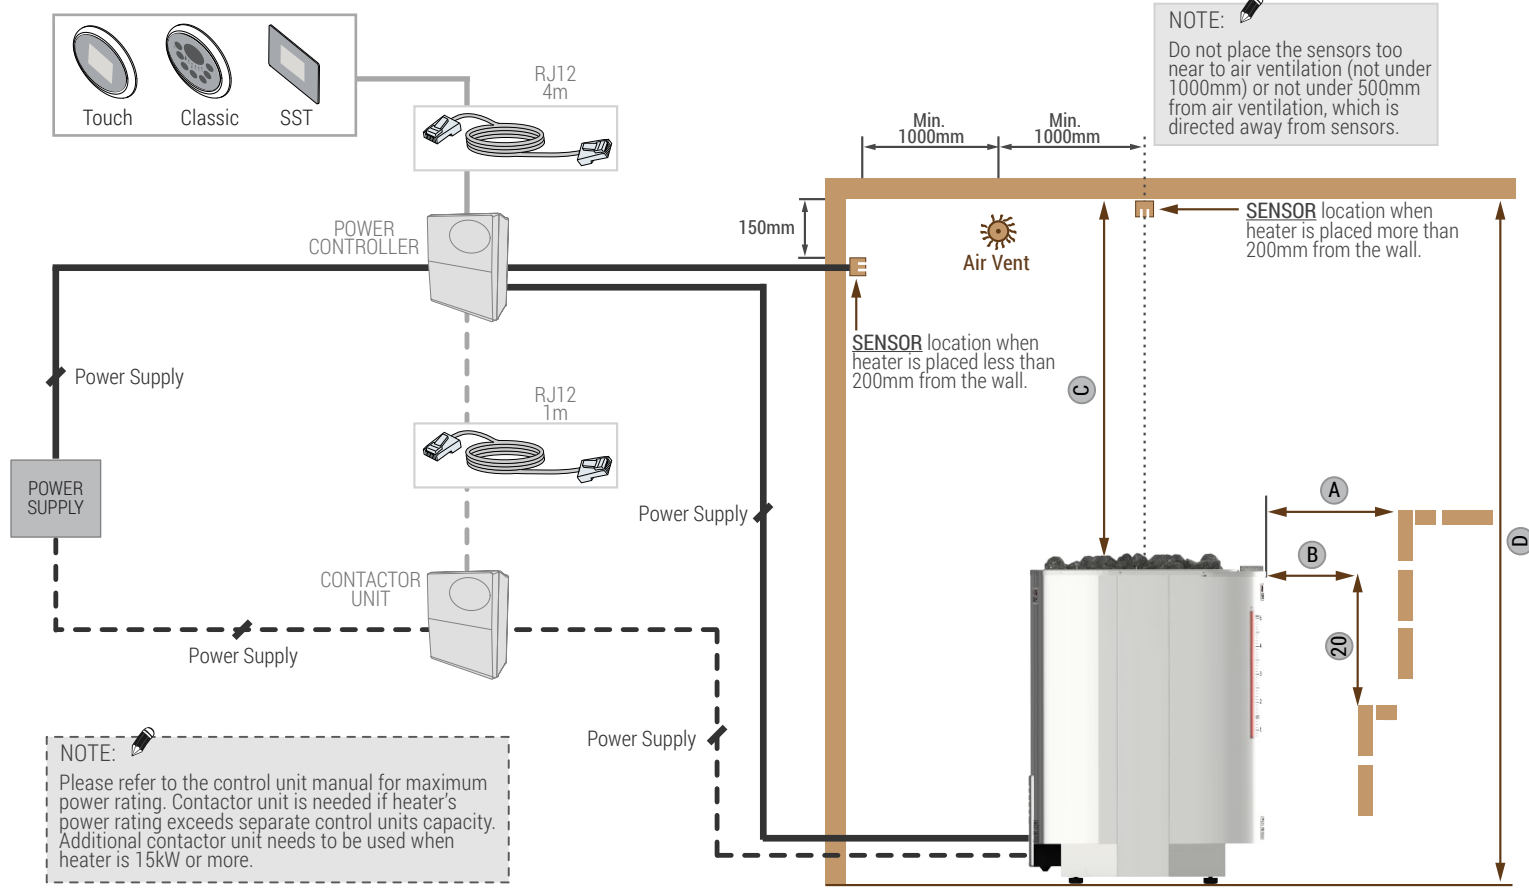 Touch
Classic
SST
RJ12
4m
NOTE:
Do not place the sensors too
near to air ventilation (not under
1000mm) or not under 500mm
from air ventilation, which is
directed away from sensors.
Min.
1000mm
Min.
1000mm
POWER
CONTROLLER
150mm
Air Vent
SENSOR location when
heater is placed more than
200mm from the wall.
SENSOR location when
heater is placed less than
200mm from the wall.
Power Supply
RJ12
1m
C
POWER
SUPPLY
Power Supply
A
B
D
CONTACTOR
UNIT
20
Power Supply
Power Supply
NOTE:
Please refer to the control unit manual for maximum
power rating. Contactor unit is needed if heater's
power rating exceeds separate control units capacity.
Additional contactor unit needs to be used when
heater is 15kW or more.